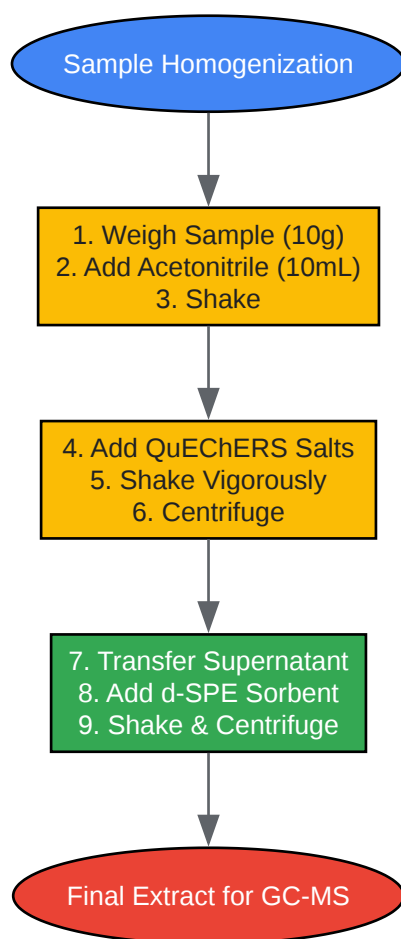 Sample Homogenization
1. Weigh Sample (10g)
2. Add Acetonitrile (10mL)
3. Shake
4. Add QuEChERS Salts
5. Shake Vigorously
6. Centrifuge
7. Transfer Supernatant
8. Add d-SPE Sorbent
9. Shake & Centrifuge
Final Extract for GC-MS